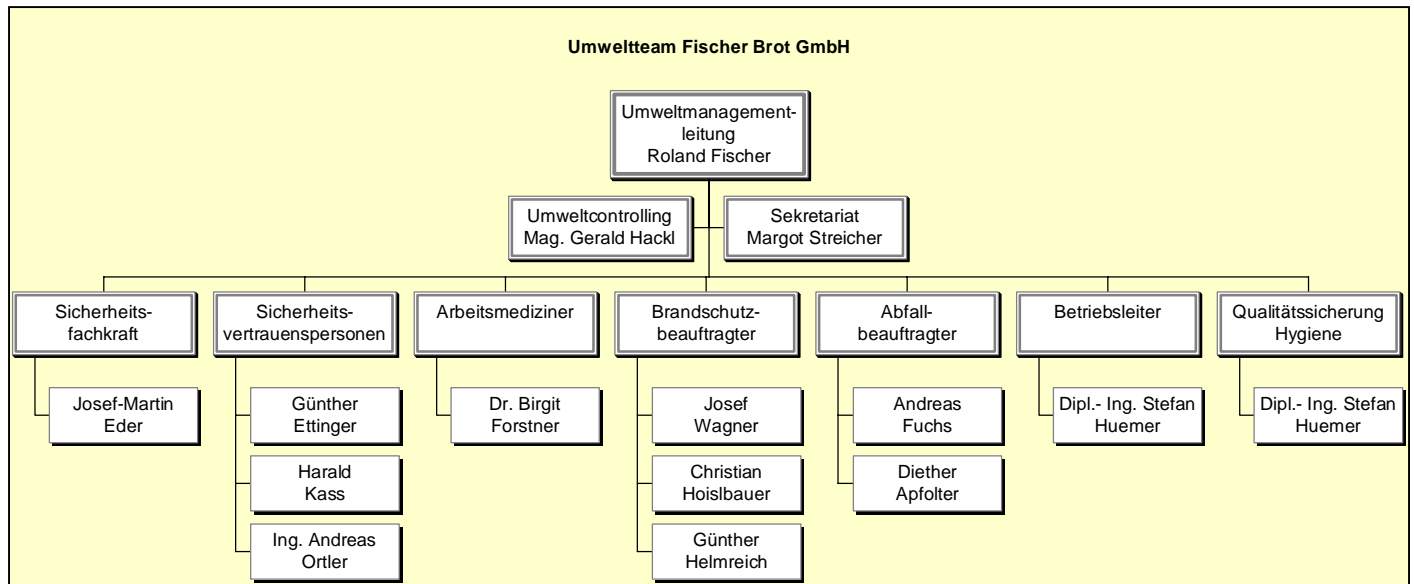 Umweltteam Fischer Brot GmbH
Umweltmanagement-
leitung
Roland Fischer
Umweltcontrolling
Mag. Gerald Hackl
Sekretariat
Margot Streicher
Sicherheits-
fachkraft
Sicherheits-
vertrauenspersonen
Arbeitsmediziner
Brandschutz-
beauftragter
Abfall-
beauftragter
Betriebsleiter
Qualitätssicherung
Hygiene
Josef-Martin
Eder
Günther
Ettinger
Harald
Kass
Ing. Andreas
Ortler
Dr. Birgit
Forstner
Josef
Wagner
Christian
Hoislbauer
Günther
Helmreich
Andreas
Fuchs
Diether
Apfolter
Dipl.- Ing. Stefan
Huemer
Dipl.- Ing. Stefan
Huemer